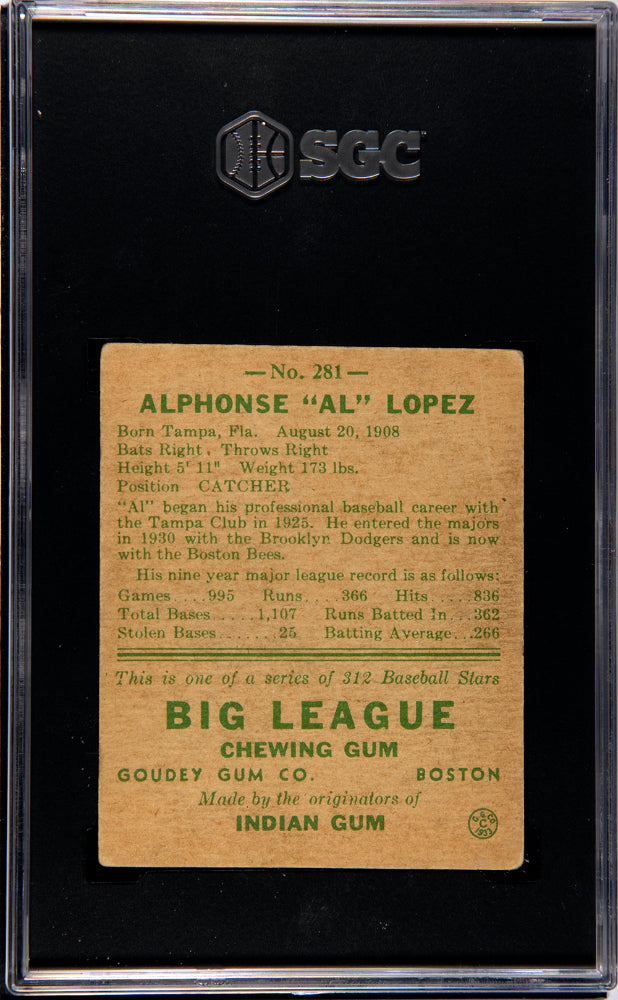 SGC
— No. 281 —
ALPHONSE "AL" LOPEZ
Born Tampa, Fla. August 20, 1908
Bats Right. Throws Right
Height 5' 11" Weight 173 lbs.
Position CATCHER
"Al" began his professional baseball career with
the Tampa Club in 1925. He entered the majors
in 1930 with the Brooklyn Dodgers and is now
with the Boston Bees.
His nine year major league record is as follows:
Games....995 Runs....366 Hits.....836
Total Bases.....1,107 Runs Batted In...362
Stolen Bases.......25 Batting Average...266
This is one of a series of 312 Baseball Stars
BIG LEAGUE
CHEWING GUM
GOUDEY GUM CO. BOSTON
Made by the originators of
INDIAN GUM
G. G. Co.
C
1933